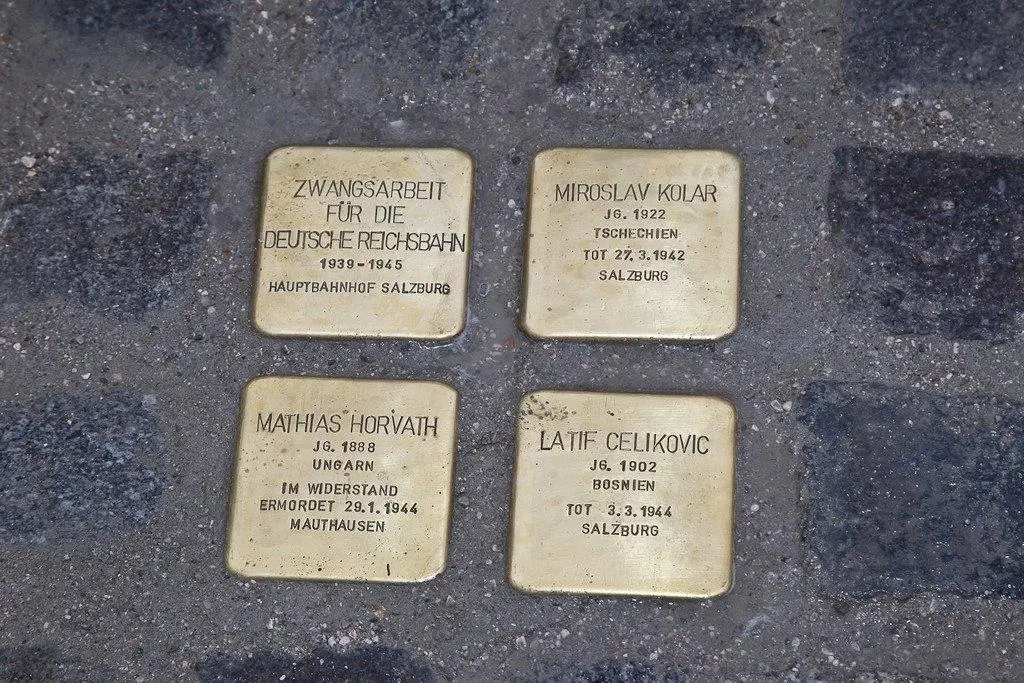 ZWANGSARBEIT
FÜR DIE
DEUTSCHE REICHSBAHN
1939-1945
HAUPTBAHNHOF SALZBURG
MIROSLAV KOLAR
JG. 1922
TSCHECHIEN
TOT 27.3.1942
SALZBURG
MATHIAS HORVATH
JG. 1888
UNGARN
IM WIDERSTAND
ERMORDET 29.1.1944
MAUTHAUSEN
LATIF CELIKOVIC
JG. 1902
BOSNIEN
TOT 3.3.1944
SALZBURG